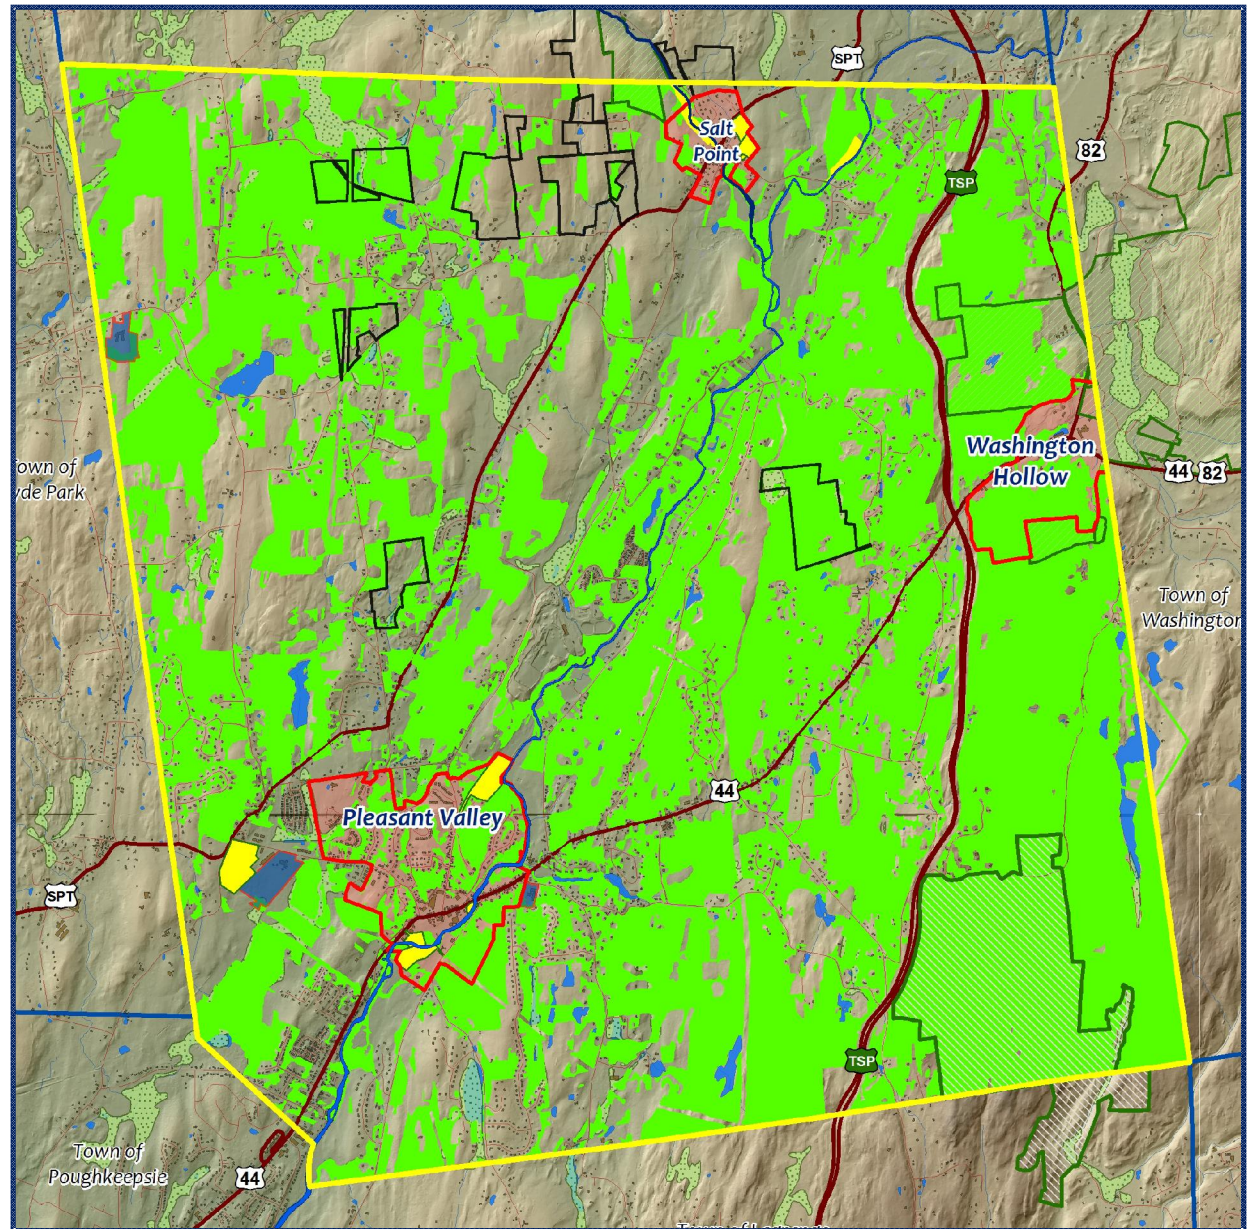 SPT
Salt
Point
82
TSP
Washington
Hollow
44 82
own of
yde Park
Town of
Washington
44
Pleasant Valley
SPT
TSP
Town of
Poughkeepsie
44